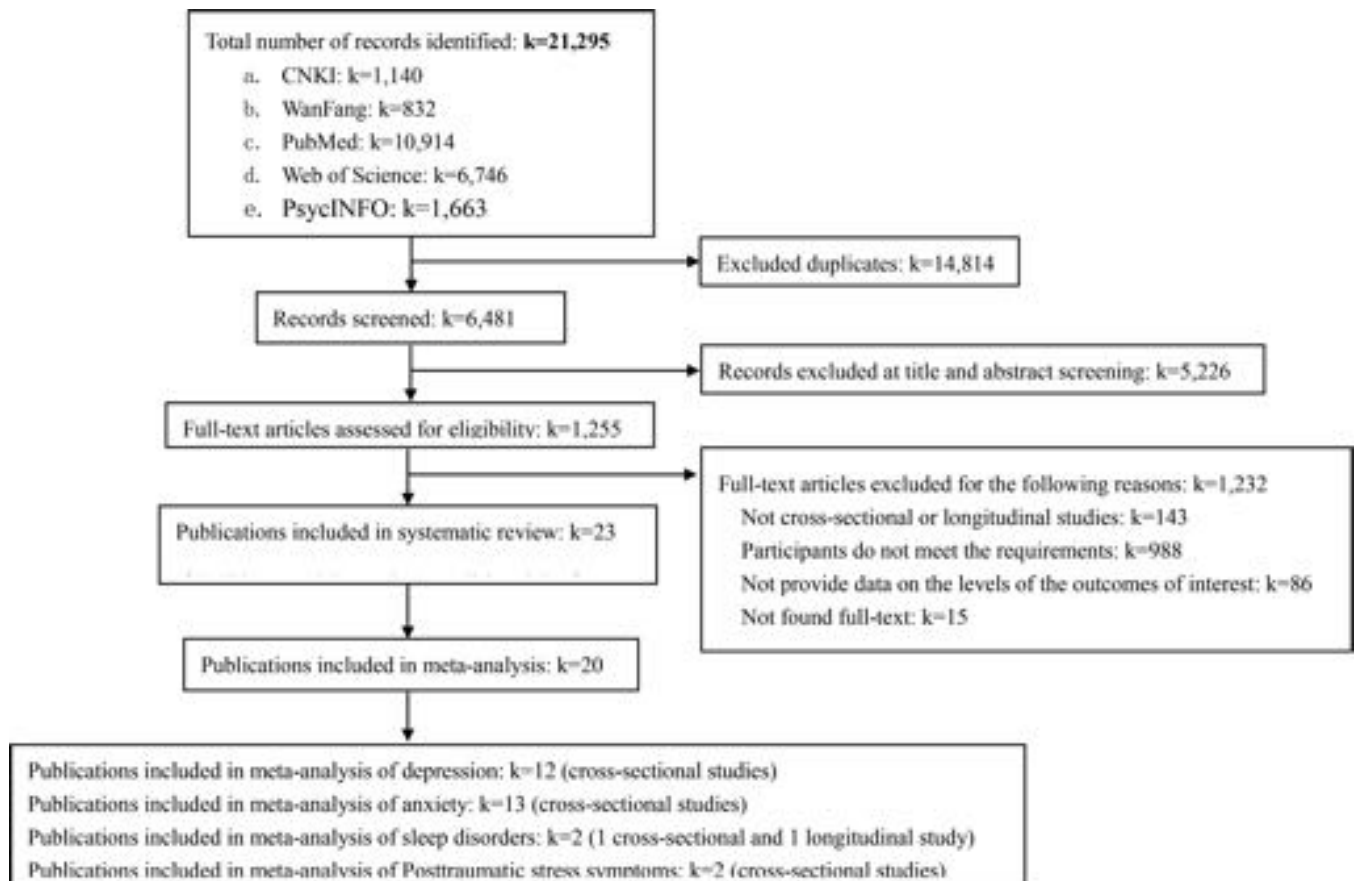 Total number of records identified: k=21,295
a. CNKI: k=1,140
b. WanFang: k=832
c. PubMed: k=10,914
d. Web of Science: k=6,746
e. PsycINFO: k=1,663
Excluded duplicates: k=14,814
Records screened: k=6,481
Records excluded at title and abstract screening: k=5,226
Full-text articles assessed for eligibility: k=1,255
Full-text articles excluded for the following reasons: k=1,232
Not cross-sectional or longitudinal studies: k=143
Participants do not meet the requirements: k=988
Not provide data on the levels of the outcomes of interest: k=86
Not found full-text: k=15
Publications included in systematic review: k=23
Publications included in meta-analysis: k=20
Publications included in meta-analysis of depression: k=12 (cross-sectional studies)
Publications included in meta-analysis of anxiety: k=13 (cross-sectional studies)
Publications included in meta-analysis of sleep disorders: k=2 (1 cross-sectional and 1 longitudinal study)
Publications included in meta-analysis of Posttraumatic stress symptoms: k=2 (cross-sectional studies)